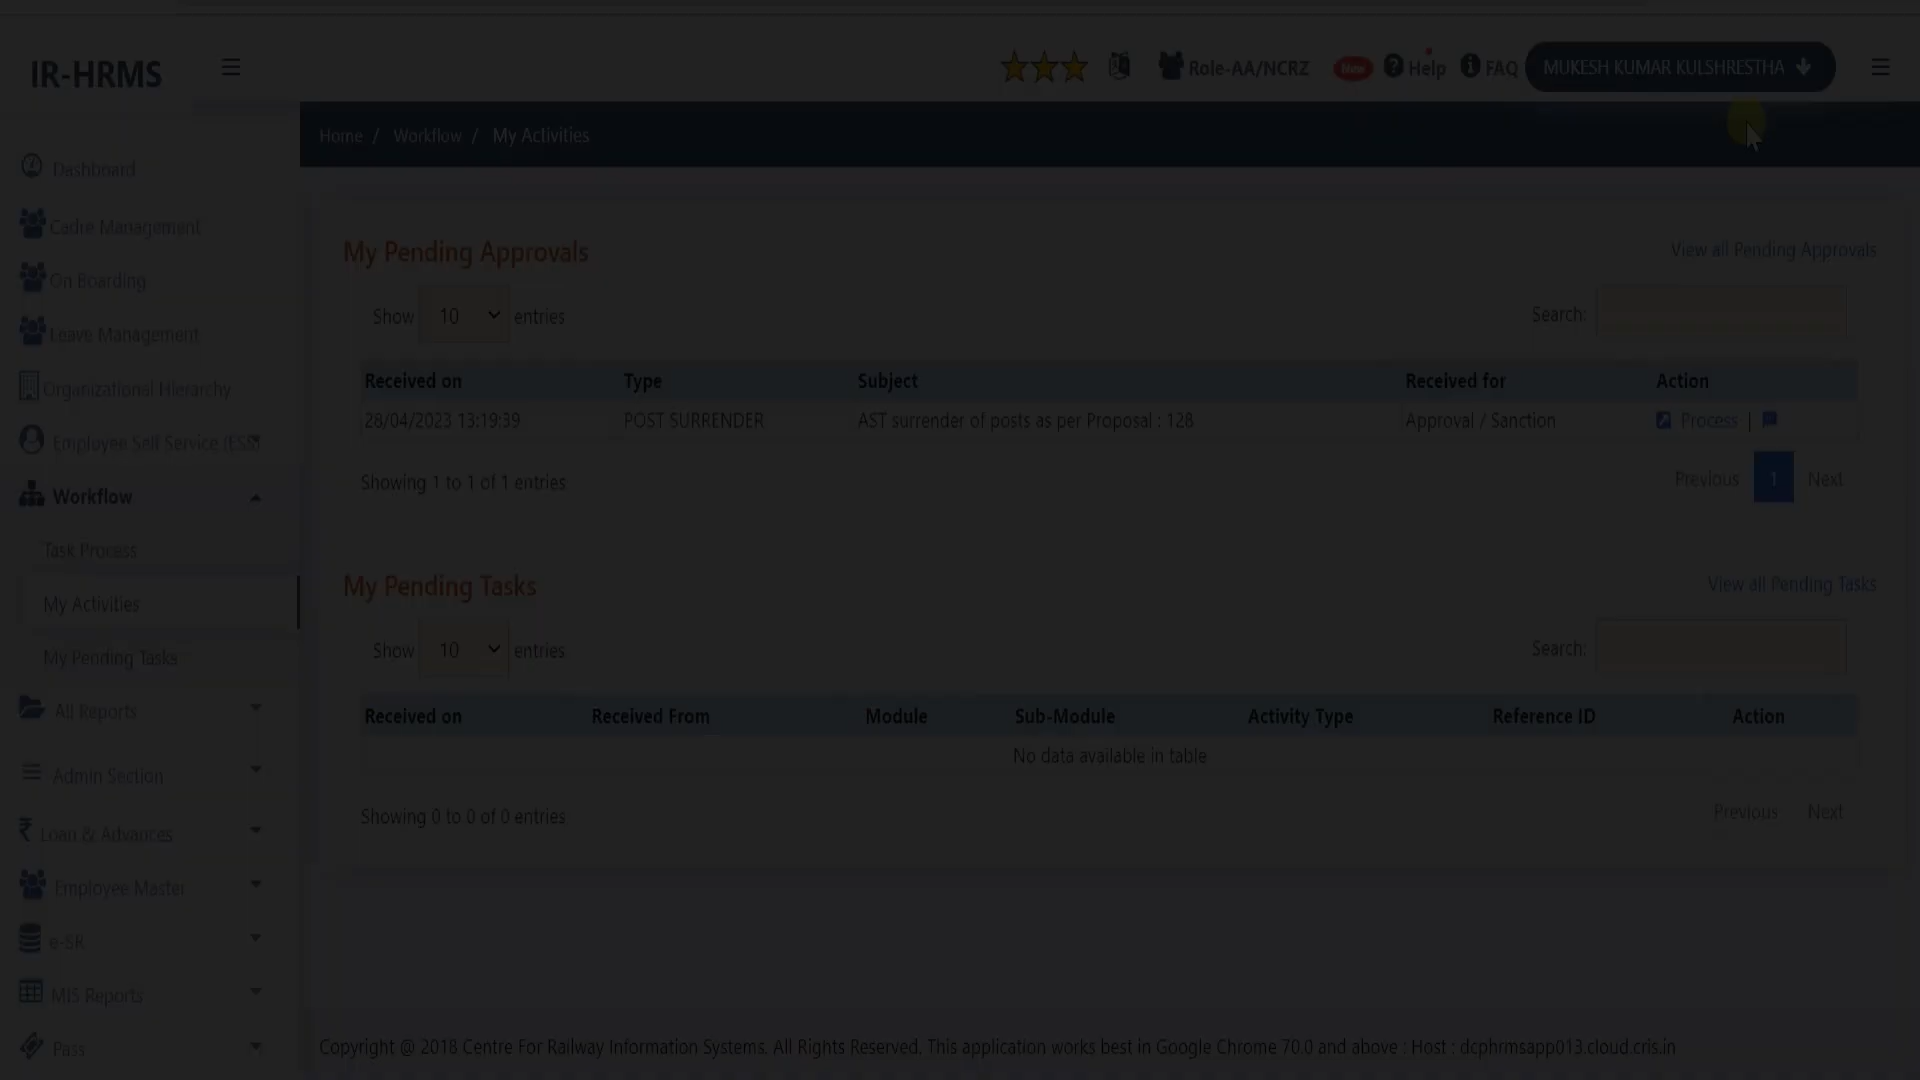 IR-HRMS
Role-AA/NCRZ New Help FAQ MUKESH KUMAR KULSHRESTHA
Home / Workflow / My Activities
Dashboard
Cadre Management
On Boarding
Leave Management
Organizational Hierarchy
Employee Self Service (ESS)
Workflow
Task Process
My Activities
My Pending Tasks
All Reports
Admin Section
₹ Loan & Advances
Employee Master
e-SR
MIS Reports
Pass
My Pending Approvals View all Pending Approvals
Show 10 entries Search:
Received on Type Subject Received for Action
28/04/2023 13:19:39 POST SURRENDER AST surrender of posts as per Proposal : 128 Approval / Sanction Process |
Showing 1 to 1 of 1 entries Previous 1 Next
My Pending Tasks View all Pending Tasks
Show 10 entries Search:
Received on Received From Module Sub-Module Activity Type Reference ID Action
No data available in table
Showing 0 to 0 of 0 entries Previous Next
Copyright @ 2018 Centre For Railway Information Systems. All Rights Reserved. This application works best in Google Chrome 70.0 and above : Host : dcphrmsapp013.cloud.cris.in